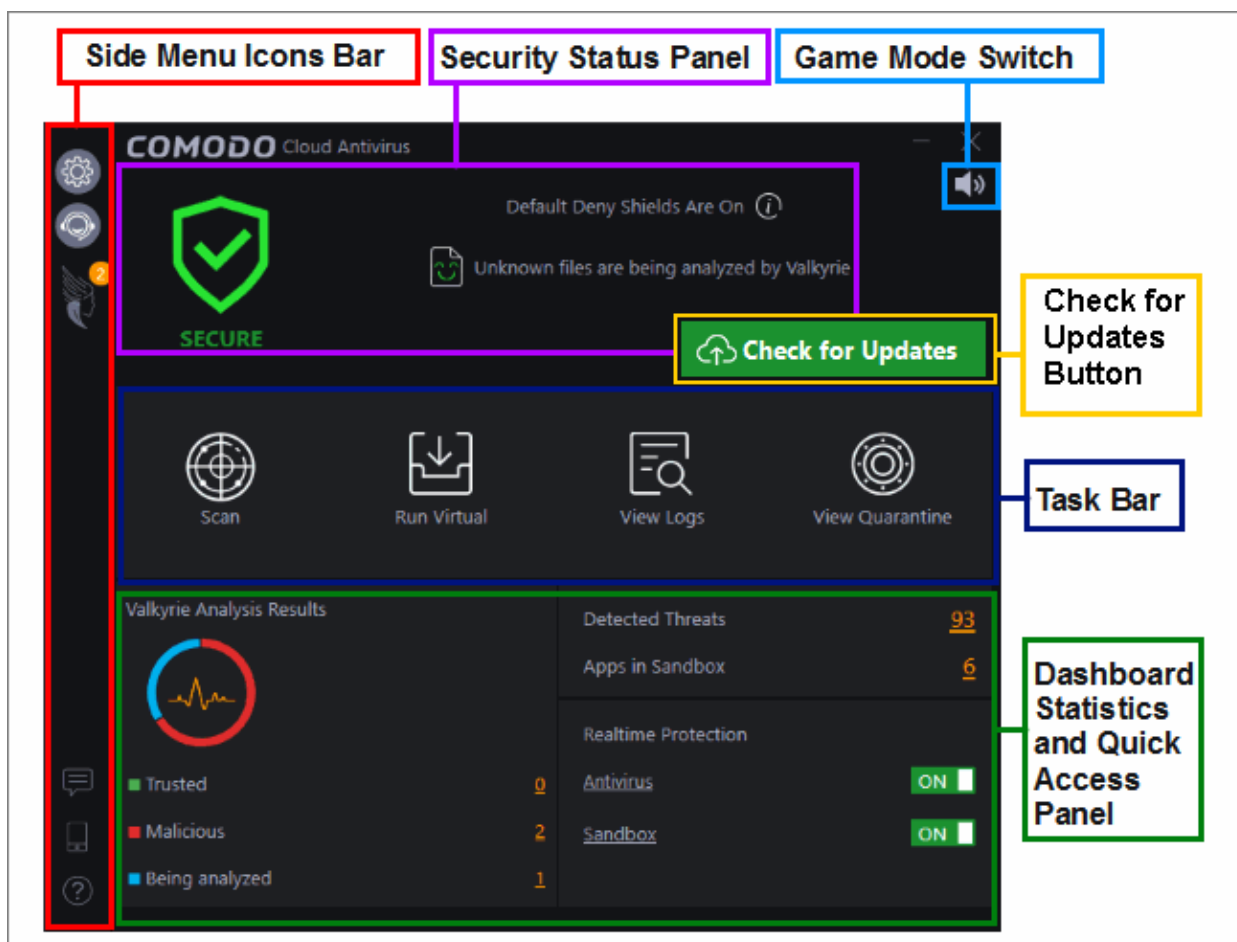 Side Menu Icons Bar
Security Status Panel
Game Mode Switch
COMODO Cloud Antivirus
Default Deny Shields Are On i
2
Unknown files are being analyzed by Valkyrie
SECURE
Check for Updates
Check for
Updates
Button
Scan
Run Virtual
View Logs
View Quarantine
Task Bar
Valkyrie Analysis Results
Detected Threats 93
Apps in Sandbox 6
Realtime Protection
Trusted 0
Antivirus ON
Malicious 2
Sandbox ON
Being analyzed 1
?
Dashboard
Statistics
and Quick
Access
Panel